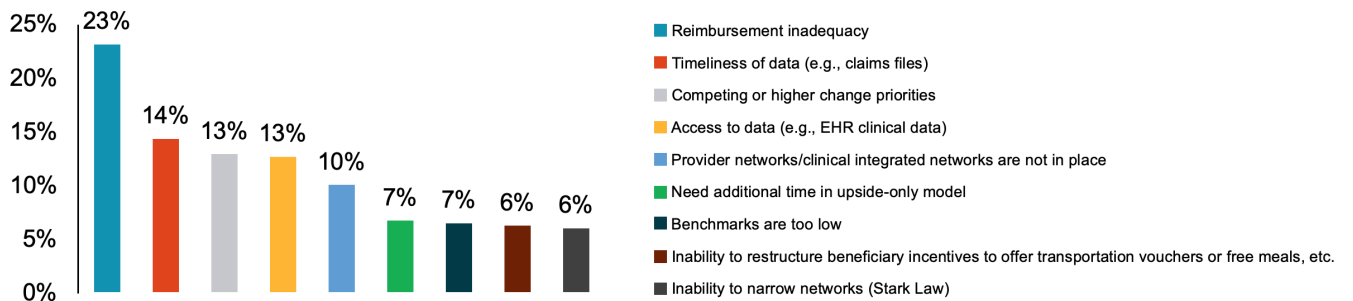 25%
20%
15%
10%
5%
0%
23%
14%
13%
13%
10%
7%
7%
6%
6%
Reimbursement inadequacy
Timeliness of data (e.g., claims files)
Competing or higher change priorities
Access to data (e.g., EHR clinical data)
Provider networks/clinical integrated networks are not in place
Need additional time in upside-only model
Benchmarks are too low
Inability to restructure beneficiary incentives to offer transportation vouchers or free meals, etc.
Inability to narrow networks (Stark Law)